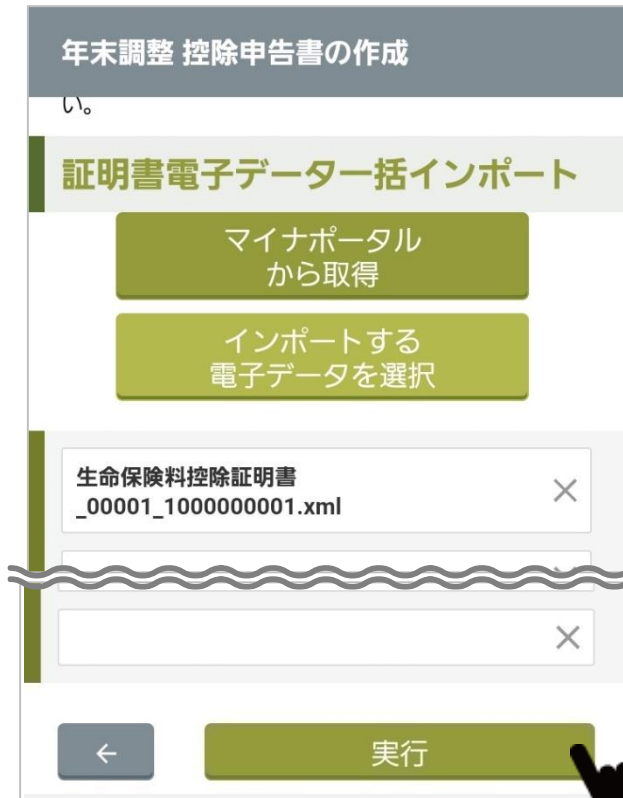 年末調整 控除申告書の作成
い。
証明書電子データ一括インポート
マイナポータル
から取得
インポートする
電子データを選択
生命保険料控除証明書
_00001_1000000001.xml
実行